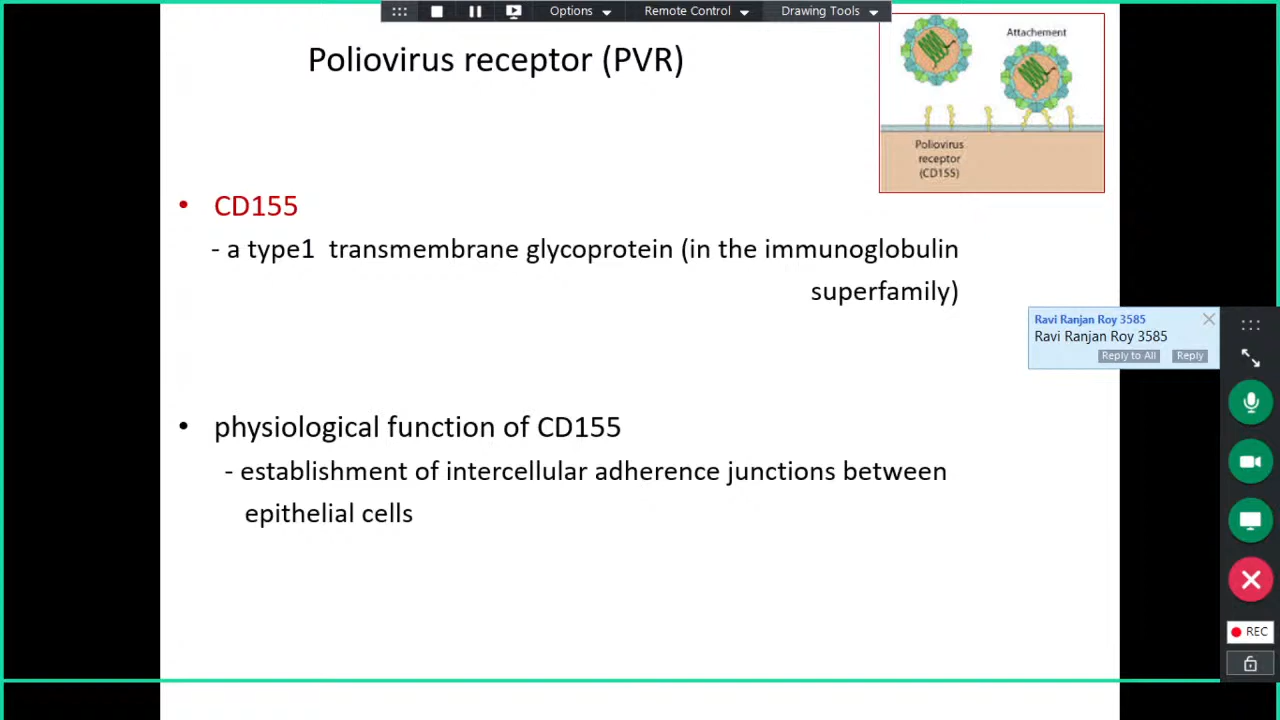 Options
Remote Control
Drawing Tools
Poliovirus receptor (PVR)
Attachement
Poliovirus
receptor
(CD155)
• CD155
- a type1 transmembrane glycoprotein (in the immunoglobulin
superfamily)
Ravi Ranjan Roy 3585
Ravi Ranjan Roy 3585
Reply to All Reply
• physiological function of CD155
- establishment of intercellular adherence junctions between
epithelial cells
REC